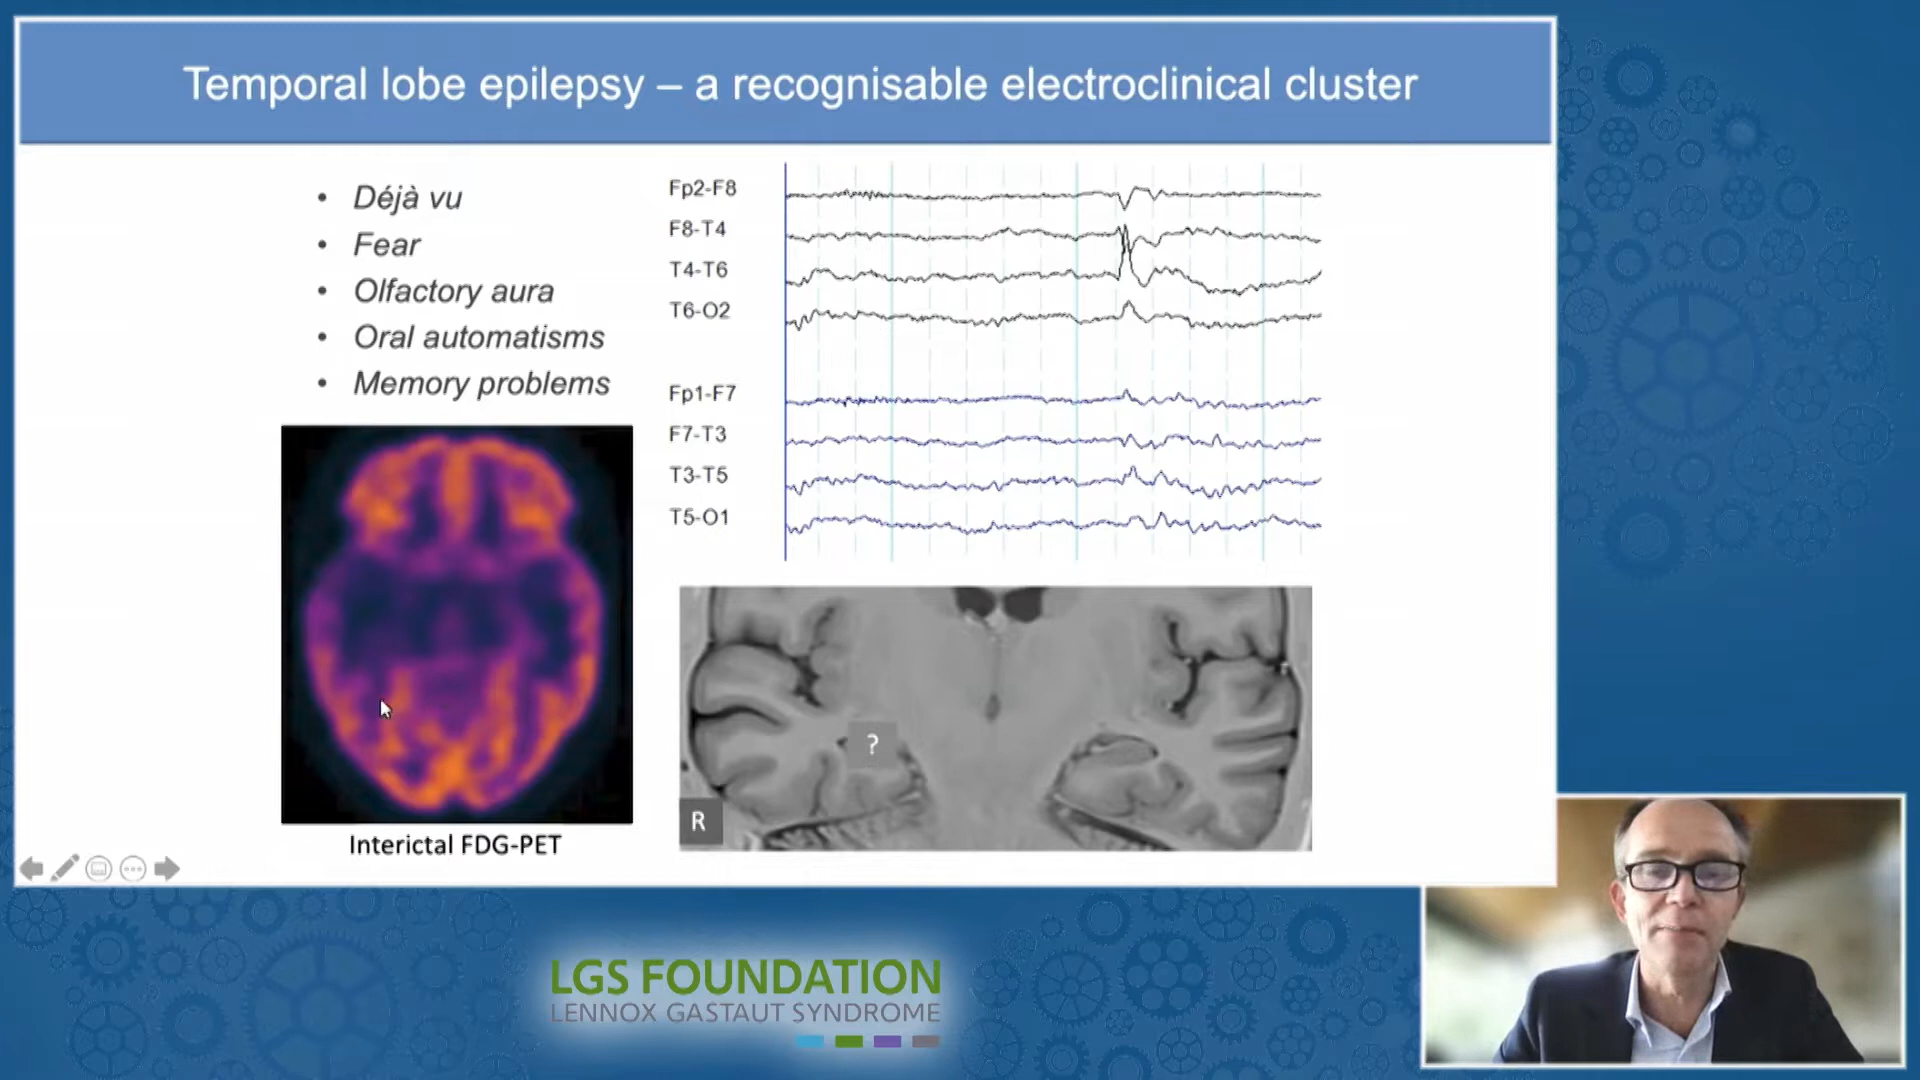 Temporal lobe epilepsy – a recognisable electroclinical cluster
• Déjà vu
• Fear
• Olfactory aura
• Oral automatisms
• Memory problems
Fp2-F8
F8-T4
T4-T6
T6-O2
Fp1-F7
F7-T3
T3-T5
T5-O1
?
R
Interictal FDG-PET
LGS FOUNDATION
LENNOX GASTAUT SYNDROME